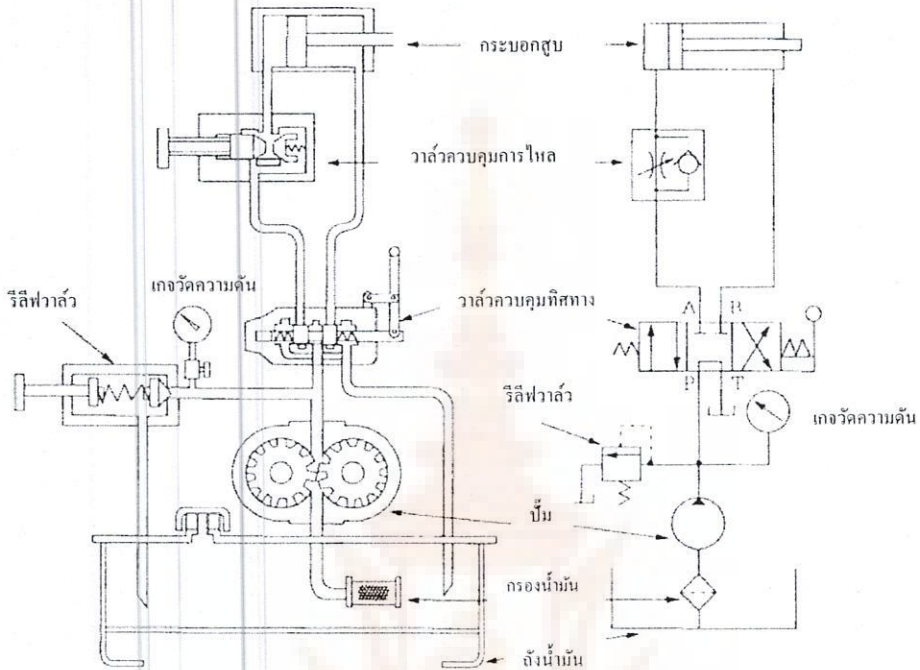 กระบอกสูบ
วาล์วควบคุมการไหล
เกจวัดความดัน
รีลีฟวาล์ว
วาล์วควบคุมทิศทาง
A B
P T
รีลีฟวาล์ว
เกจวัดความดัน
ปั๊ม
กรองน้ำมัน
ถังน้ำมัน